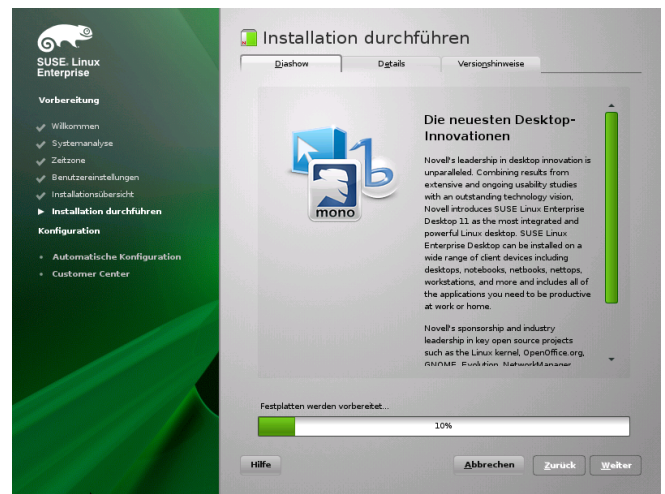 SUSE. Linux
Enterprise
Vorbereitung
Willkommen
Systemanalyse
Zeitzone
Benutzereinstellungen
Installationsübersicht
Installation durchführen
Konfiguration
Automatische Konfiguration
Customer Center
Installation durchführen
Diashow
Details
Versionshinweise
mono
Die neuesten Desktop-
Innovationen
Novell's leadership in desktop innovation is
unparalleled. Combining results from
extensive and ongoing usability studies
with an outstanding technology vision,
Novell introduces SUSE Linux Enterprise
Desktop 11 as the most integrated and
powerful Linux desktop. SUSE Linux
Enterprise Desktop can be installed on a
wide range of client devices including
desktops, notebooks, netbooks, nettops,
workstations, and more and includes all of
the applications you need to be productive
at work or home.
Novell's sponsorship and industry
leadership in key open source projects
such as the Linux kernel, OpenOffice.org,
GNOME, Evolution, NetworkManager,
Festplatten werden vorbereitet...
10%
Hilfe
Abbrechen
Zurück
Weiter